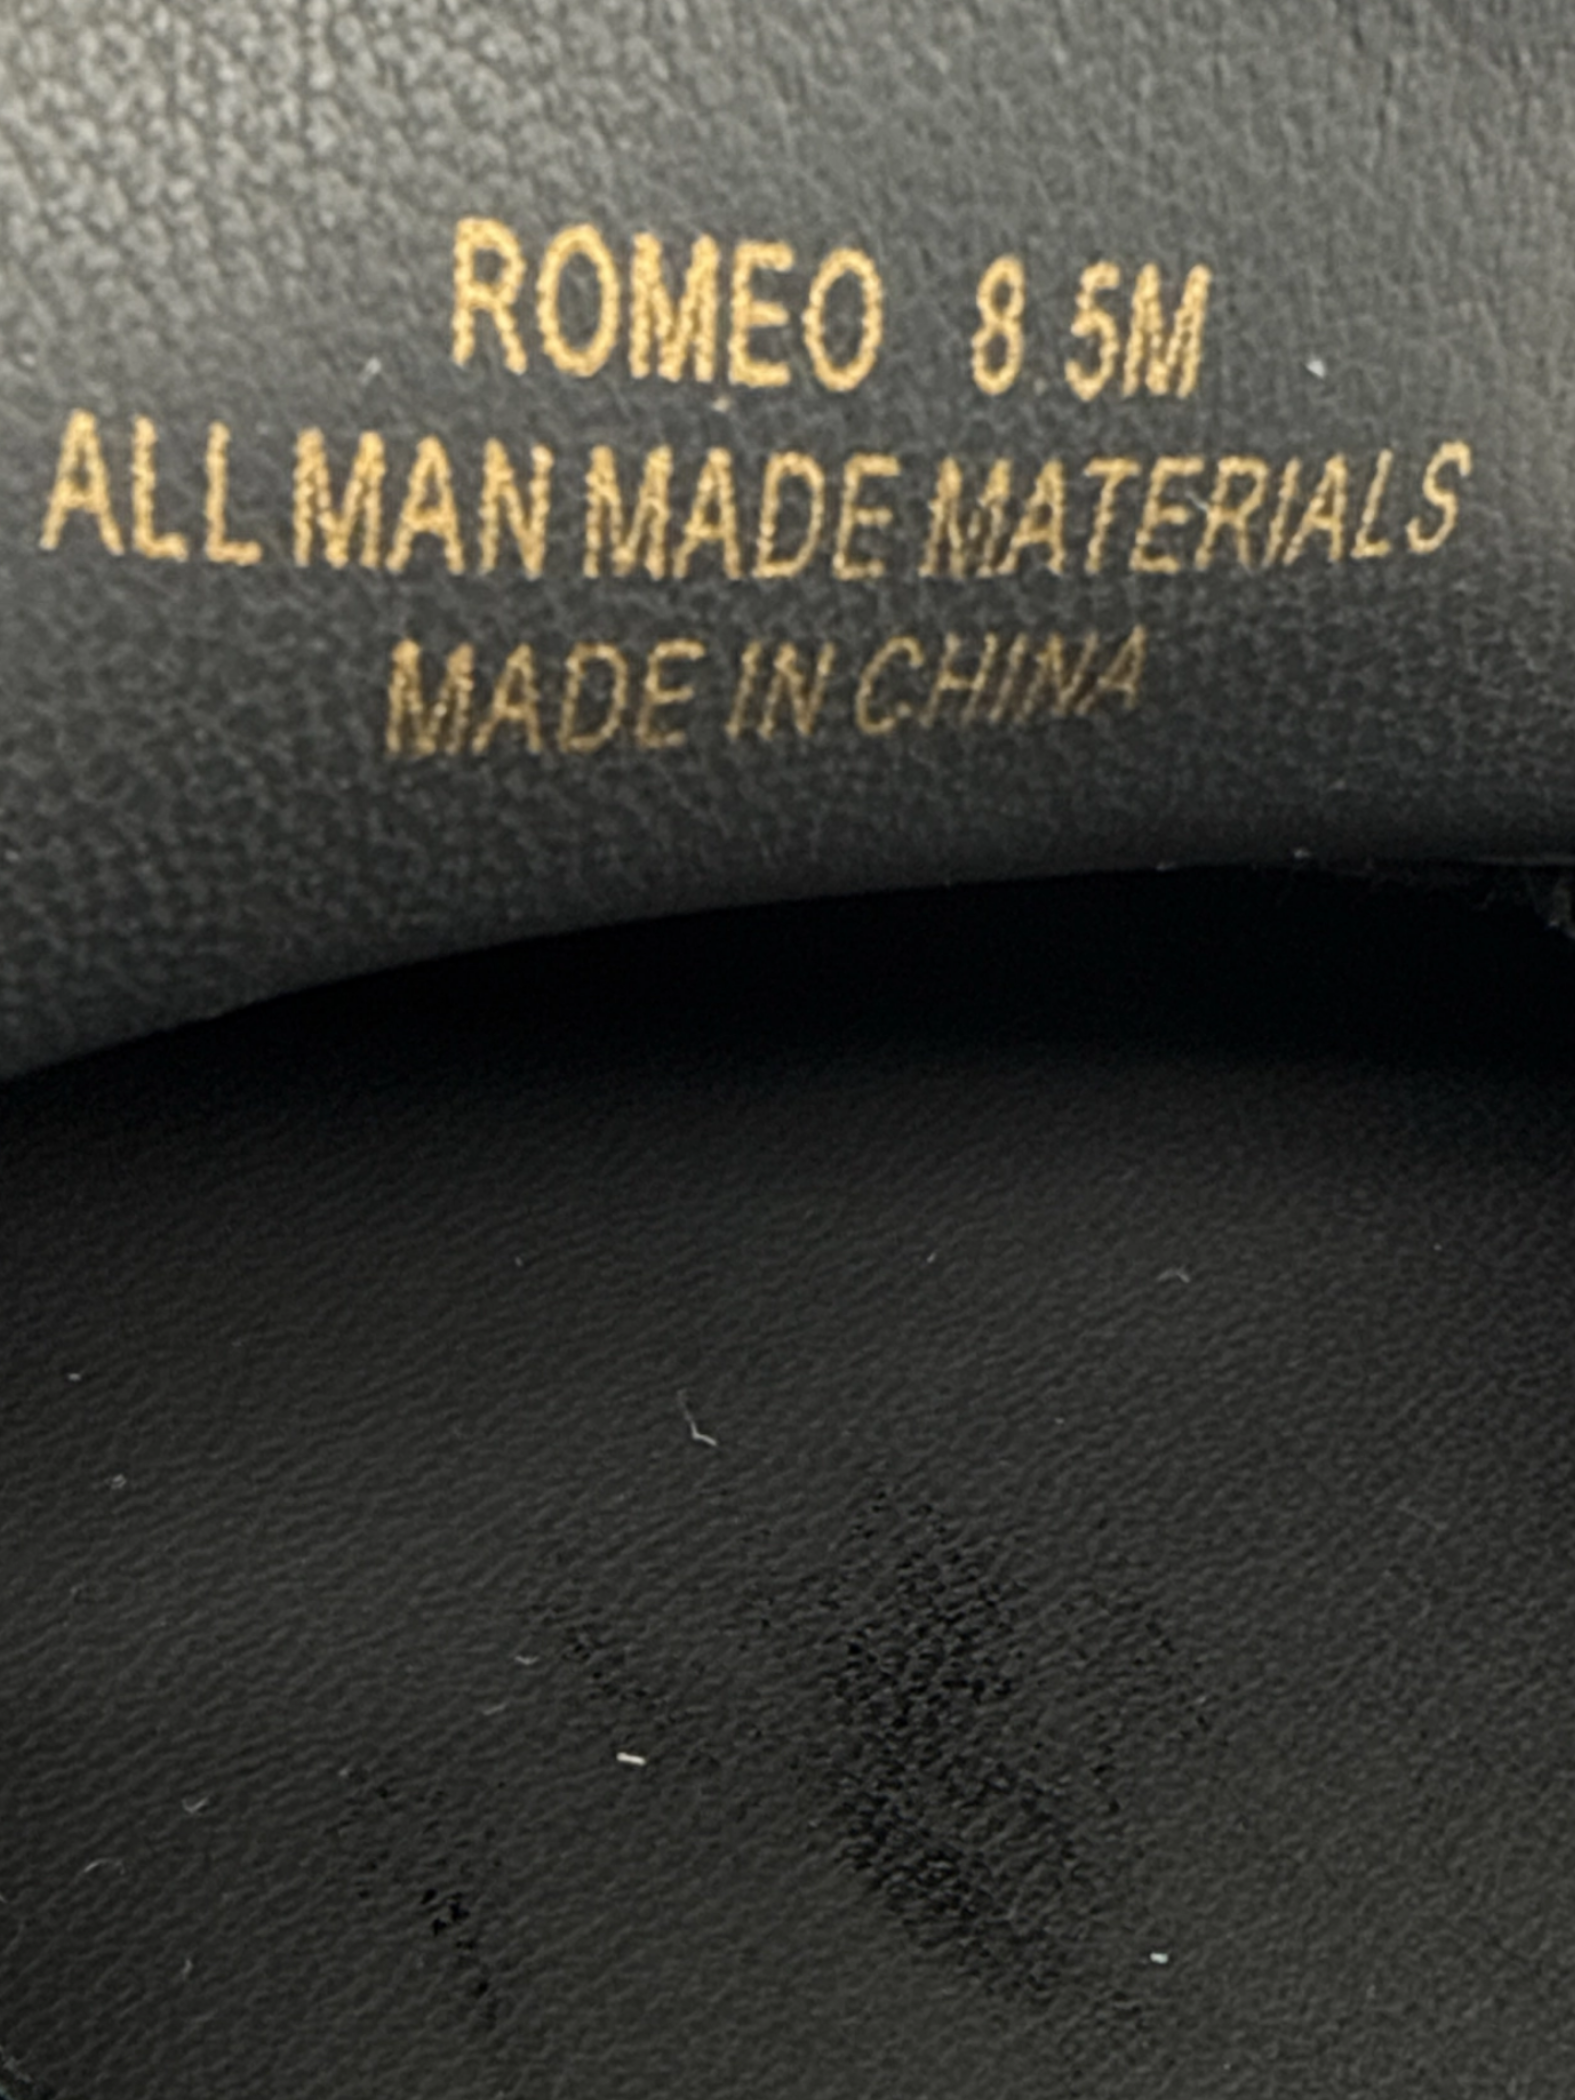 ROMEO 8.5M
ALL MAN MADE MATERIALS
MADE IN CHINA